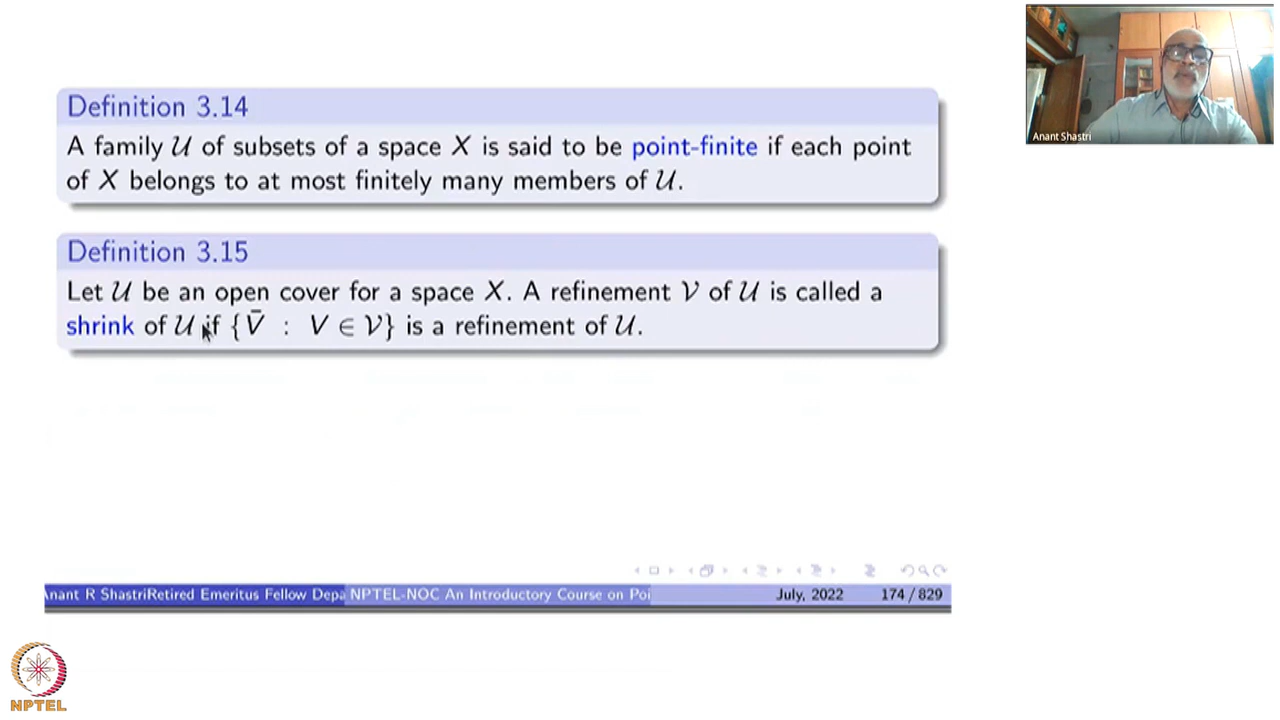 Definition 3.14
A family 𝒰 of subsets of a space X is said to be point-finite if each point
of X belongs to at most finitely many members of 𝒰.
Definition 3.15
Let 𝒰 be an open cover for a space X. A refinement 𝒱 of 𝒰 is called a
shrink of 𝒰 if {V̄ : V ∈ 𝒱} is a refinement of 𝒰.
Anant Shastri
Anant R ShastriRetired Emeritus Fellow Depa NPTEL-NOC An Introductory Course on Poi July, 2022 174 / 829
NPTEL